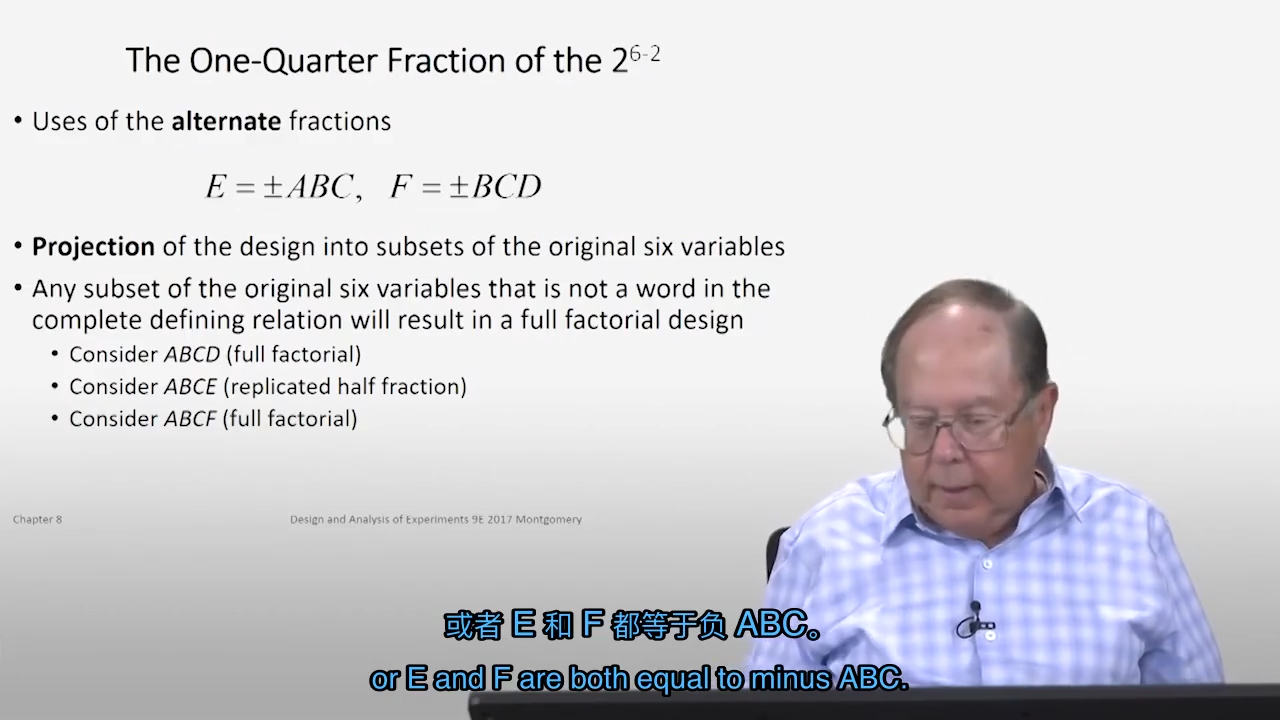 The One-Quarter Fraction of the 2^{6-2}
• Uses of the alternate fractions
E = ±ABC, F = ±BCD
• Projection of the design into subsets of the original six variables
• Any subset of the original six variables that is not a word in the
complete defining relation will result in a full factorial design
• Consider ABCD (full factorial)
• Consider ABCE (replicated half fraction)
• Consider ABCF (full factorial)
Chapter 8
Design and Analysis of Experiments 9E 2017 Montgomery
或者 E 和 F 都等于负 ABC。
or E and F are both equal to minus ABC.